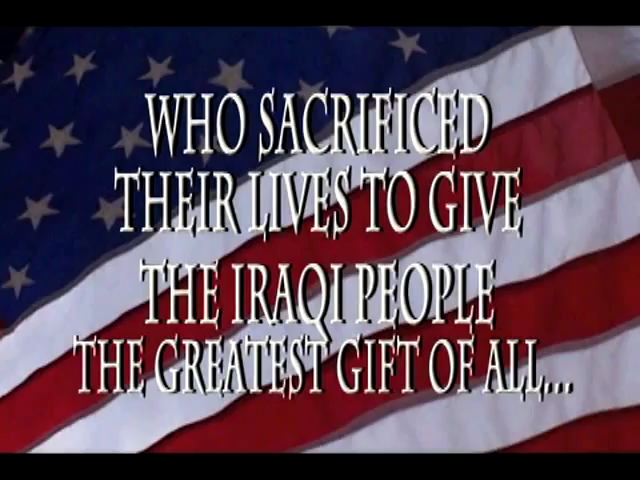 WHO SACRIFICED
THEIR LIVES TO GIVE
THE IRAQI PEOPLE
THE GREATEST GIFT OF ALL...